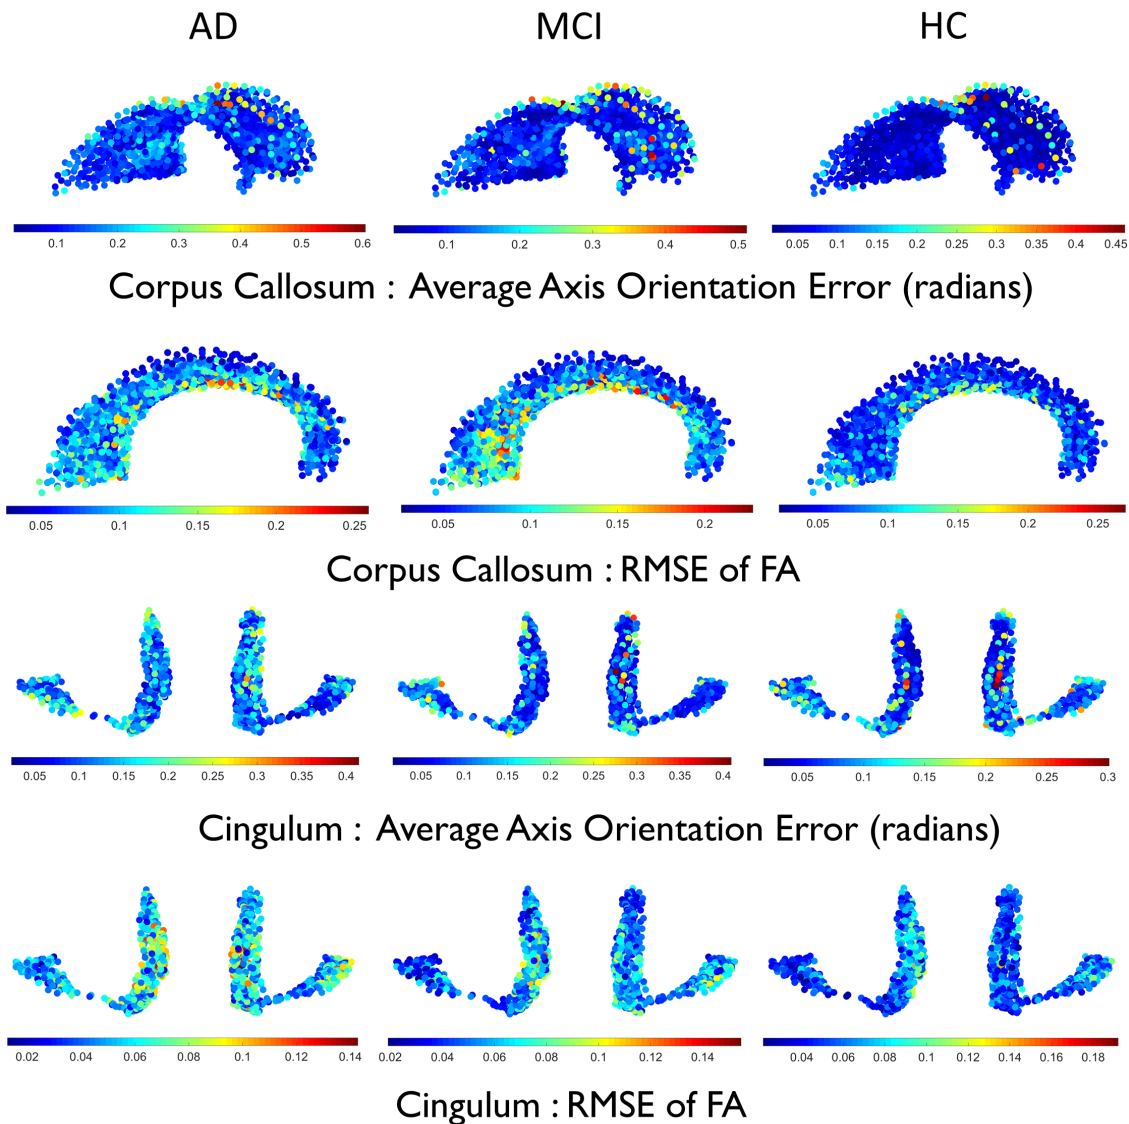 AD MCI HC
0.1 0.2 0.3 0.4 0.5 0.6 0.1 0.2 0.3 0.4 0.5 0.05 0.1 0.15 0.2 0.25 0.3 0.35 0.4 0.45
Corpus Callosum : Average Axis Orientation Error (radians)
0.05 0.1 0.15 0.2 0.25 0.05 0.1 0.15 0.2 0.05 0.1 0.15 0.2 0.25
Corpus Callosum : RMSE of FA
0.05 0.1 0.15 0.2 0.25 0.3 0.35 0.4 0.05 0.1 0.15 0.2 0.25 0.3 0.35 0.4 0.05 0.1 0.15 0.2 0.25 0.3
Cingulum : Average Axis Orientation Error (radians)
0.02 0.04 0.06 0.08 0.1 0.12 0.14 0.02 0.04 0.06 0.08 0.1 0.12 0.14 0.04 0.06 0.08 0.1 0.12 0.14 0.16 0.18
Cingulum : RMSE of FA